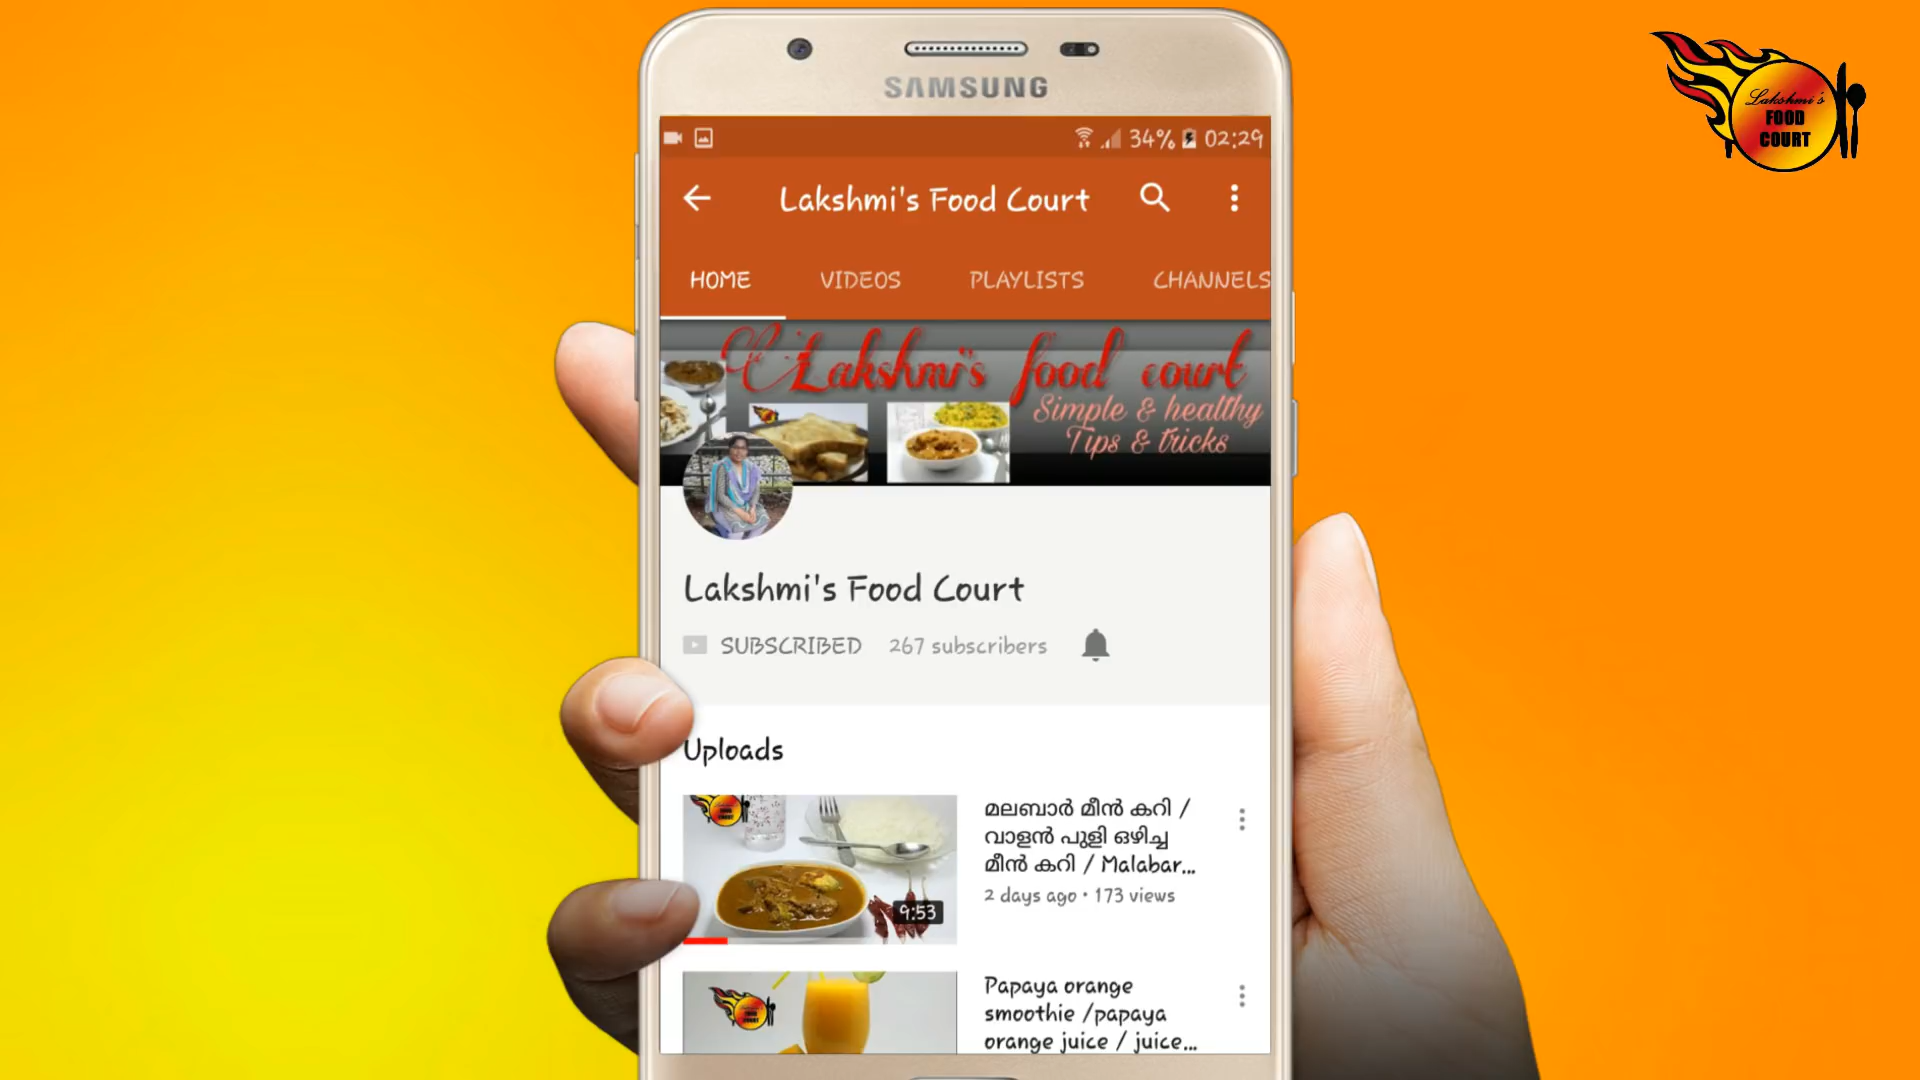 SAMSUNG
34% 02:29
Lakshmi's Food Court
HOME VIDEOS PLAYLISTS CHANNELS
Lakshmi's food court
Simple & healthy
Tips & tricks
Lakshmi's Food Court
SUBSCRIBED 267 subscribers
Uploads
മലബാർ മീൻ കറി /
വാളൻ പുളി ഒഴിച്ച
മീൻ കറി / Malabar...
2 days ago • 173 views
9:53
Papaya orange
smoothie /papaya
orange juice / juice...
Lakshmi's
FOOD
COURT